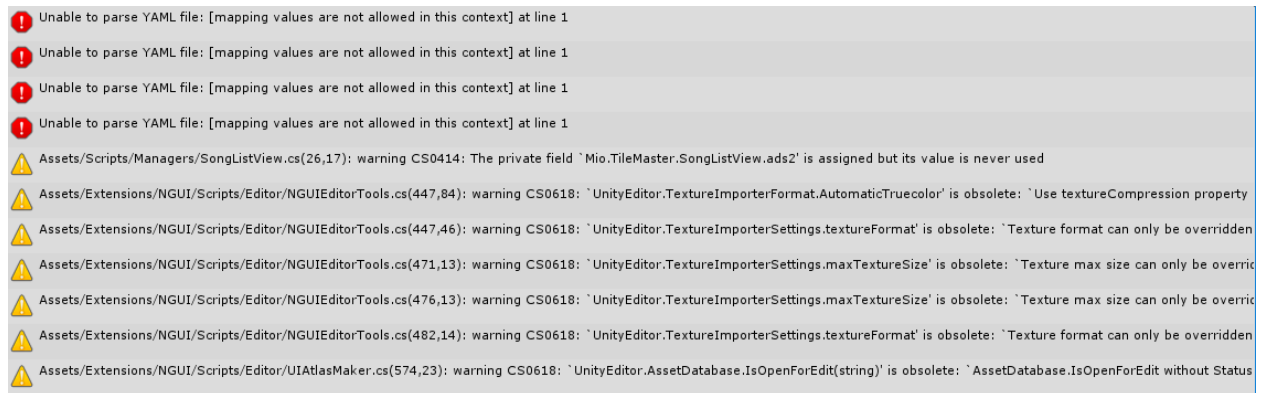 Unable to parse YAML file: [mapping values are not allowed in this context] at line 1
Unable to parse YAML file: [mapping values are not allowed in this context] at line 1
Unable to parse YAML file: [mapping values are not allowed in this context] at line 1
Unable to parse YAML file: [mapping values are not allowed in this context] at line 1
Assets/Scripts/Managers/SongListView.cs(26,17): warning CS0414: The private field `Mio.TileMaster.SongListView.ads2' is assigned but its value is never used
Assets/Extensions/NGUI/Scripts/Editor/NGUIEditorTools.cs(447,84): warning CS0618: `UnityEditor.TextureImporterFormat.AutomaticTruecolor' is obsolete: `Use textureCompression property
Assets/Extensions/NGUI/Scripts/Editor/NGUIEditorTools.cs(447,46): warning CS0618: `UnityEditor.TextureImporterSettings.textureFormat' is obsolete: `Texture format can only be overridden
Assets/Extensions/NGUI/Scripts/Editor/NGUIEditorTools.cs(471,13): warning CS0618: `UnityEditor.TextureImporterSettings.maxTextureSize' is obsolete: `Texture max size can only be overric
Assets/Extensions/NGUI/Scripts/Editor/NGUIEditorTools.cs(476,13): warning CS0618: `UnityEditor.TextureImporterSettings.maxTextureSize' is obsolete: `Texture max size can only be overric
Assets/Extensions/NGUI/Scripts/Editor/NGUIEditorTools.cs(482,14): warning CS0618: `UnityEditor.TextureImporterSettings.textureFormat' is obsolete: `Texture format can only be overridden
Assets/Extensions/NGUI/Scripts/Editor/UIAtlasMaker.cs(574,23): warning CS0618: `UnityEditor.AssetDatabase.IsOpenForEdit(string)' is obsolete: `AssetDatabase.IsOpenForEdit without Status